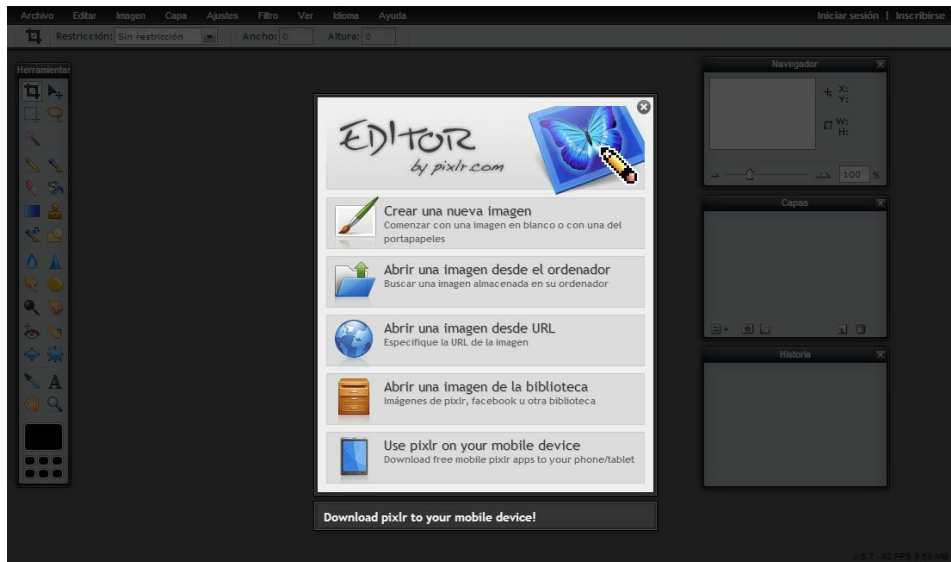 Archivo Editar Imagen Capa Ajustes Filtro Ver Idioma Ayuda Iniciar sesión | Inscribirse
Restricción: Sin restricción Ancho: 0 Altura: 0
Herramientas
Navegador
X:
Y:
W:
H:
100 %
Capas
Historia
EDITOR
by pixlr.com
Crear una nueva imagen
Comenzar con una imagen en blanco o con una del
portapapeles
Abrir una imagen desde el ordenador
Buscar una imagen almacenada en su ordenador
Abrir una imagen desde URL
Especifique la URL de la imagen
Abrir una imagen de la biblioteca
Imágenes de pixlr, facebook u otra biblioteca
Use pixlr on your mobile device
Download free mobile pixlr apps to your phone/tablet
Download pixlr to your mobile device!